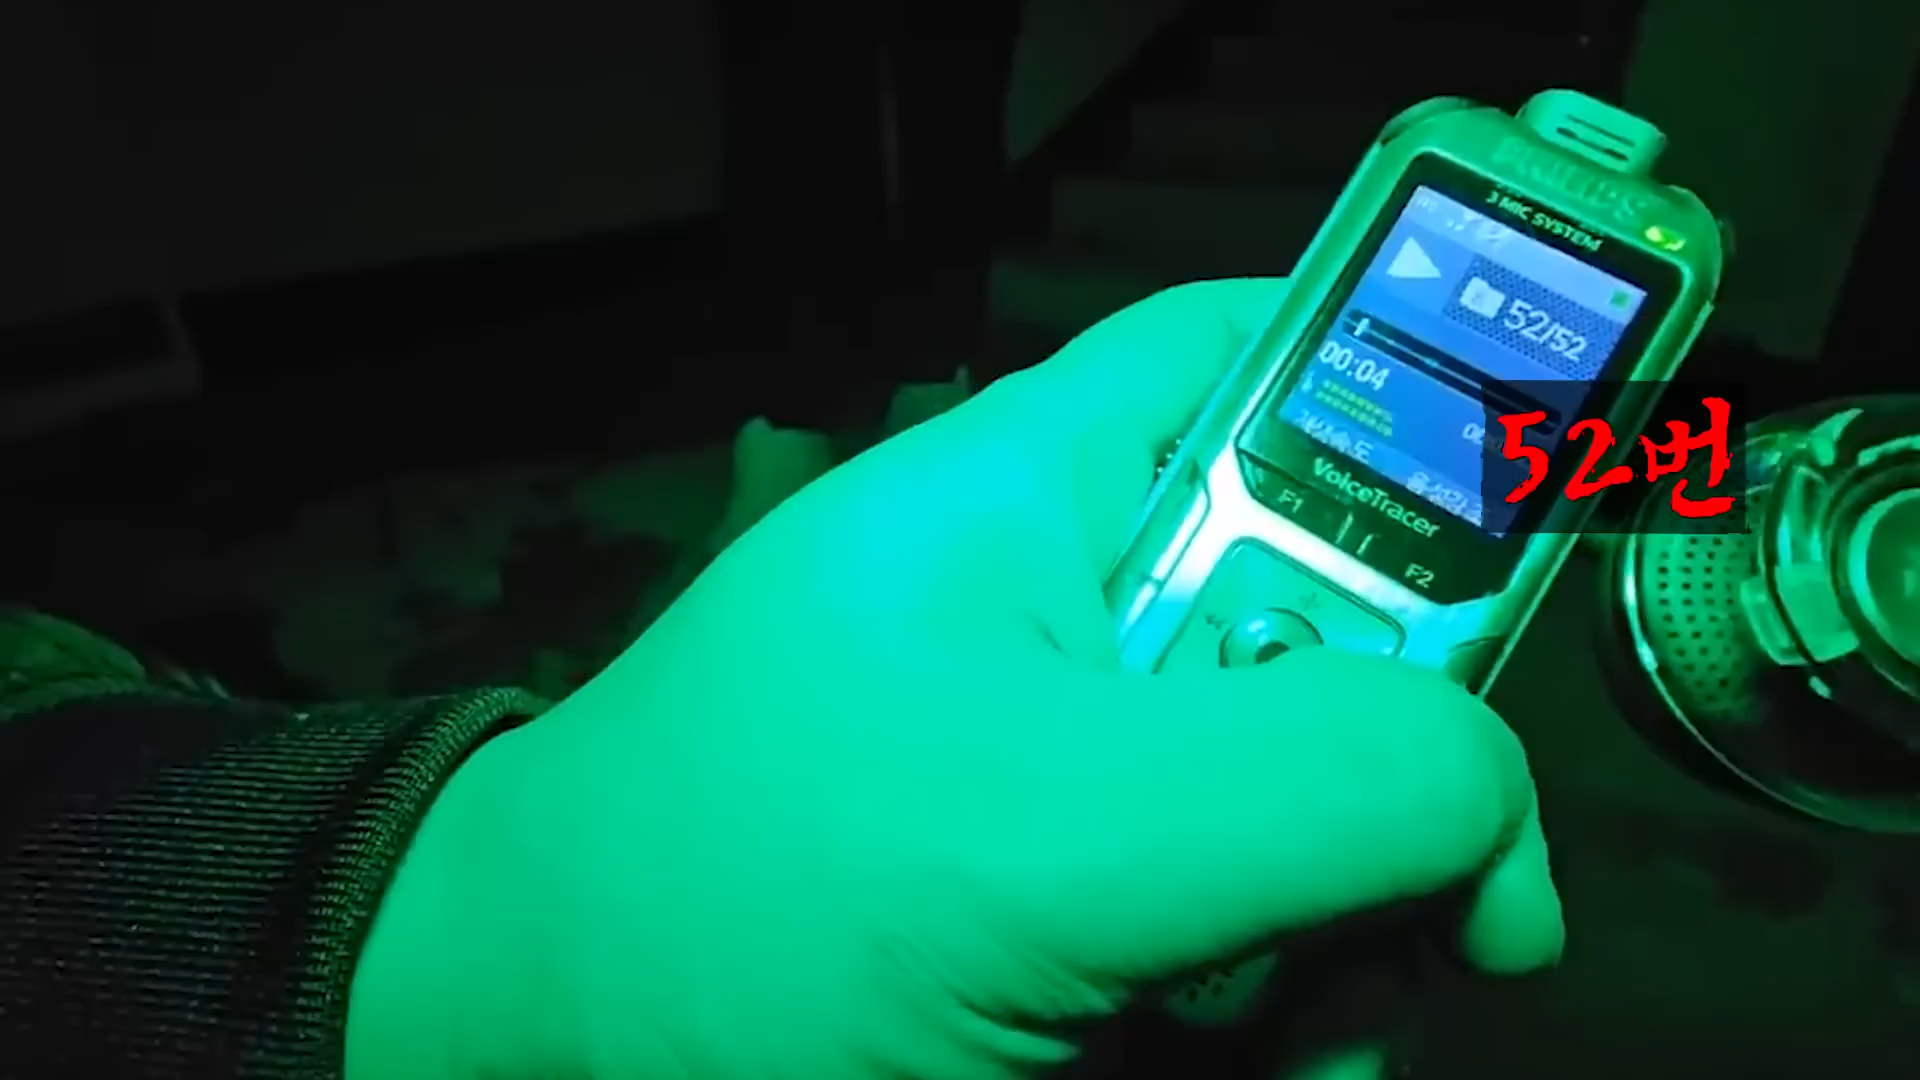 PHILIPS
3 MIC SYSTEM
52/52
00:04
52번
VoiceTracer
F1
F2